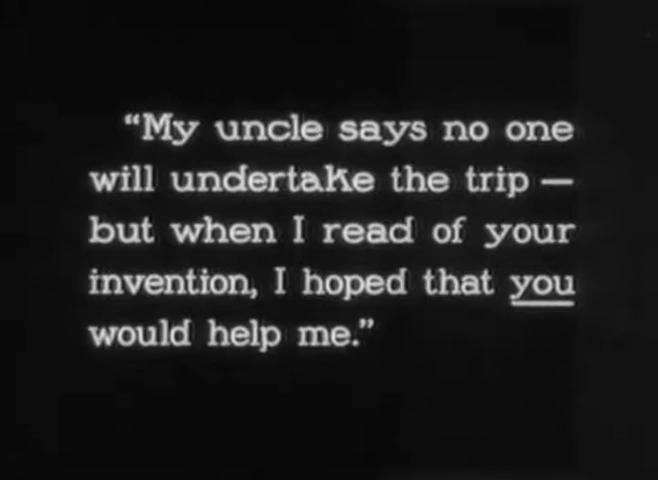 “My uncle says no one
will undertake the trip —
but when I read of your
invention, I hoped that you
would help me.”